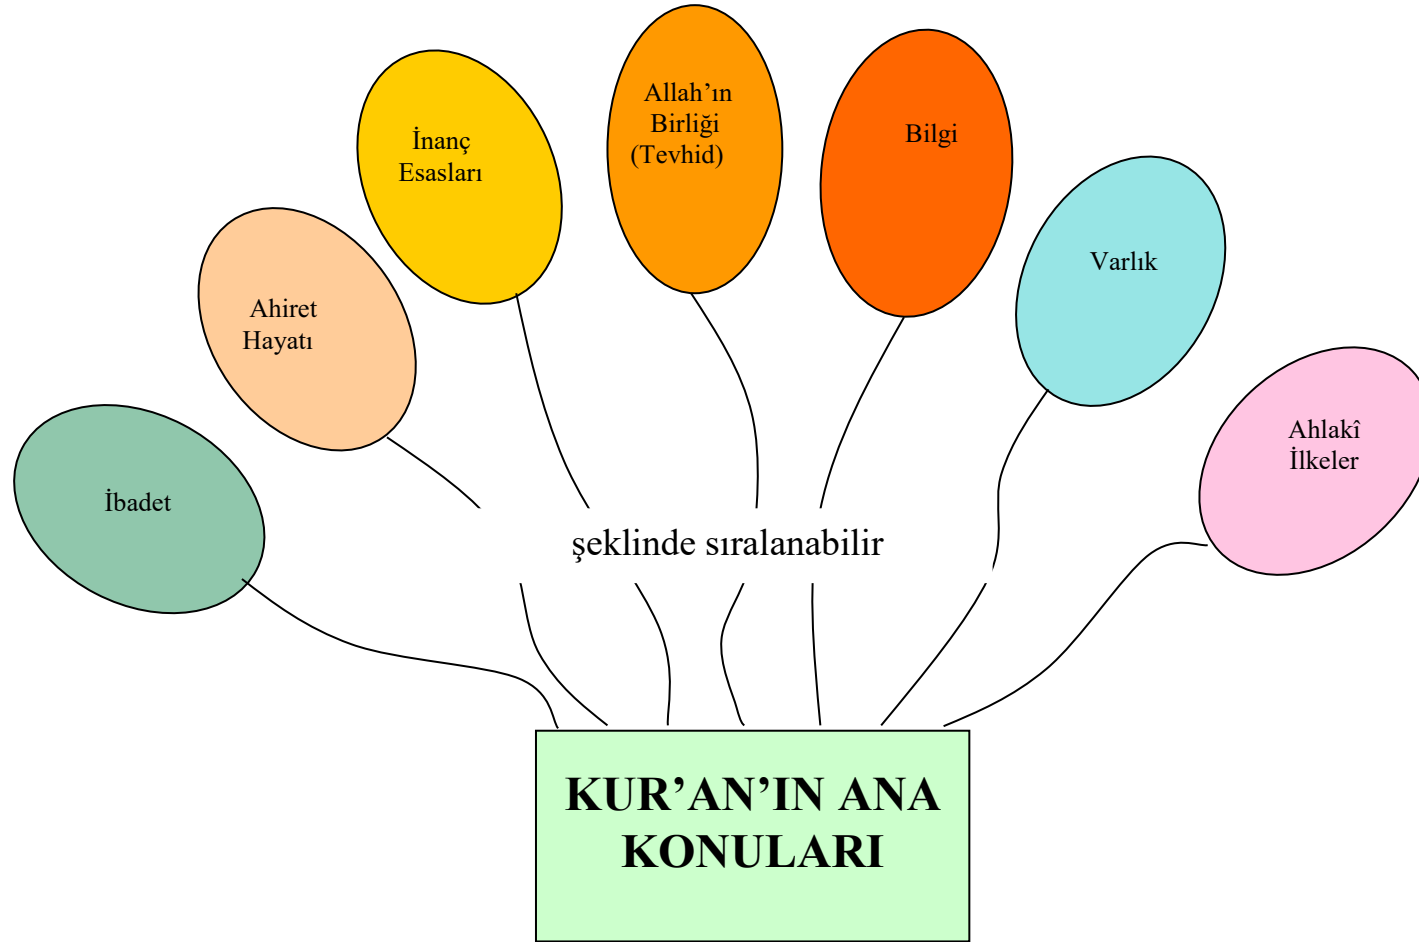 Allah’ın
Birliği
(Tevhid)
İnanç
Esasları
Bilgi
Varlık
Ahiret
Hayatı
Ahlakî
İlkeler
İbadet
şeklinde sıralanabilir
KUR’AN’IN ANA
KONULARI